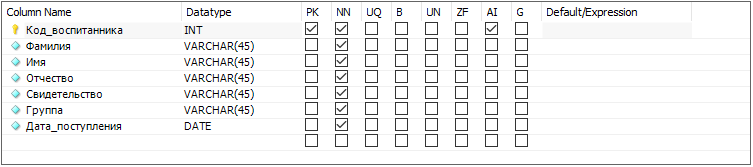 Column Name Datatype PK NN UQ B UN ZF AI G Default/Expression
Код_воспитанника INT
Фамилия VARCHAR(45)
Имя VARCHAR(45)
Отчество VARCHAR(45)
Свидетельство VARCHAR(45)
Группа VARCHAR(45)
Дата_поступления DATE